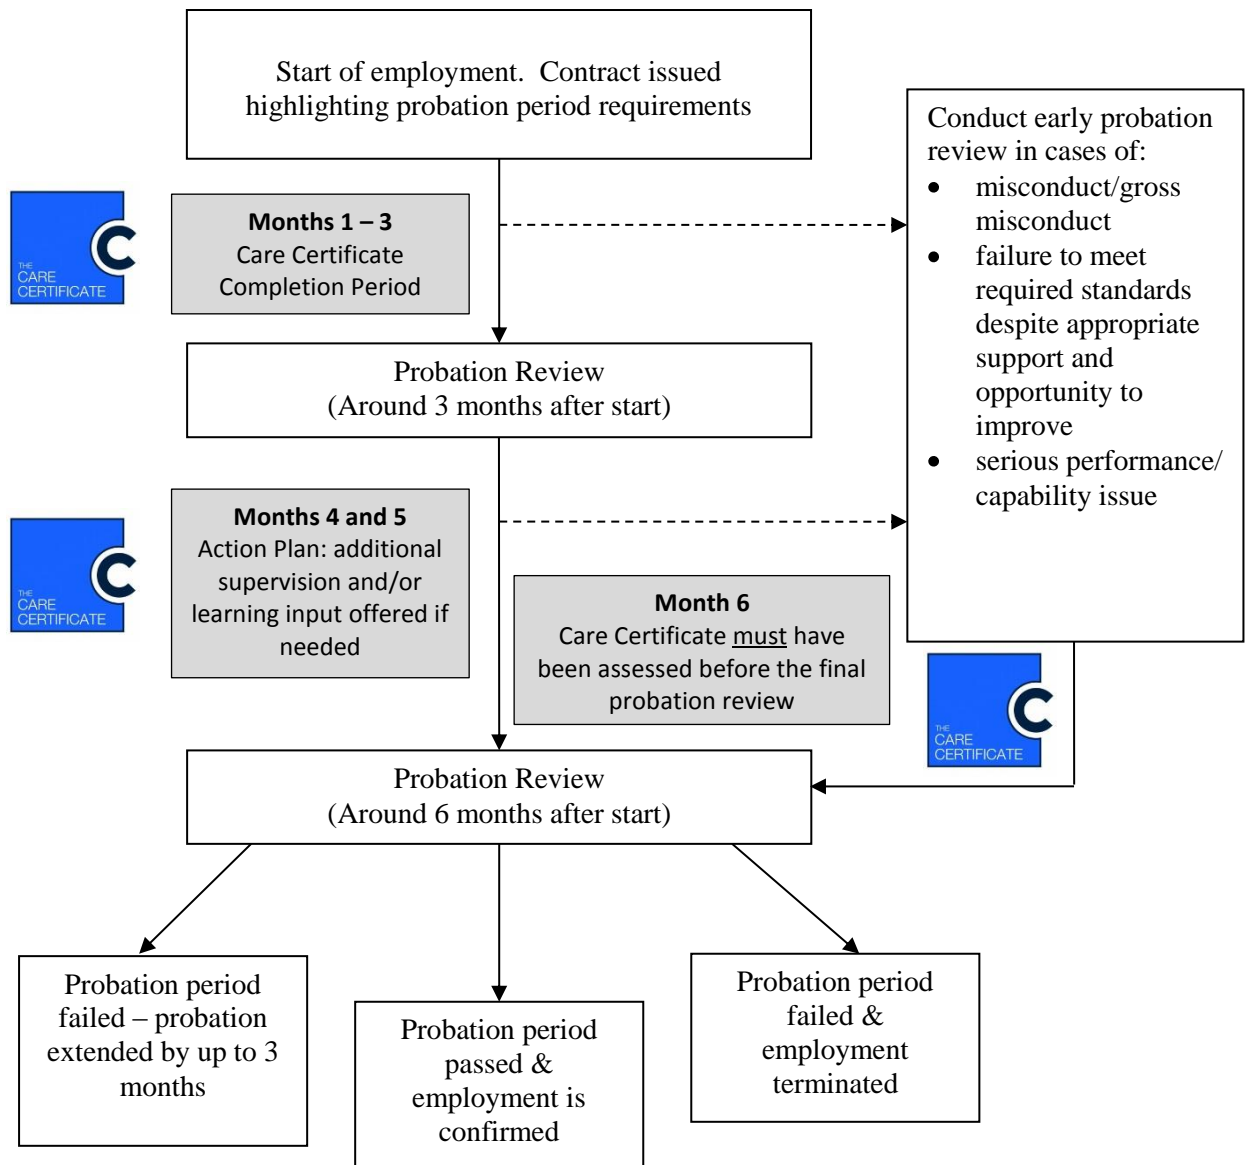 Start of employment.  Contract issued
highlighting probation period requirements
Conduct early probation
review in cases of:
• misconduct/gross
misconduct
• failure to meet
required standards
despite appropriate
support and
opportunity to
improve
• serious performance/
capability issue
THE
CARE
CERTIFICATE
C
Months 1 – 3
Care Certificate
Completion Period
Probation Review
(Around 3 months after start)
THE
CARE
CERTIFICATE
C
Months 4 and 5
Action Plan: additional
supervision and/or
learning input offered if
needed
Month 6
Care Certificate must have
been assessed before the final
probation review
THE
CARE
CERTIFICATE
C
Probation Review
(Around 6 months after start)
Probation period
failed – probation
extended by up to 3
months
Probation period
passed &
employment is
confirmed
Probation period
failed &
employment
terminated